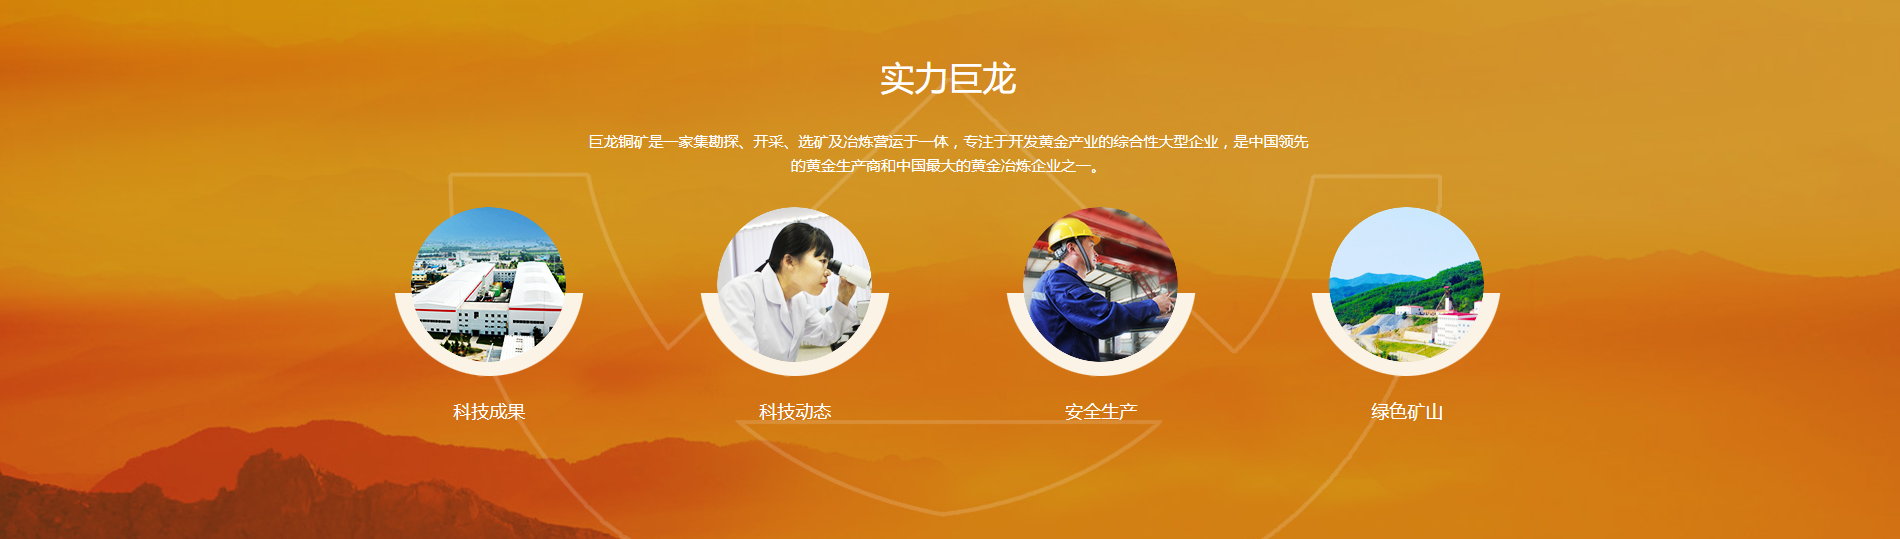 实力巨龙
巨龙铜矿是一家集勘探、开采、选矿及冶炼营运于一体，专注于开发黄金产业的综合性大型企业，是中国领先
的黄金生产商和中国最大的黄金冶炼企业之一。
科技成果
科技动态
安全生产
绿色矿山